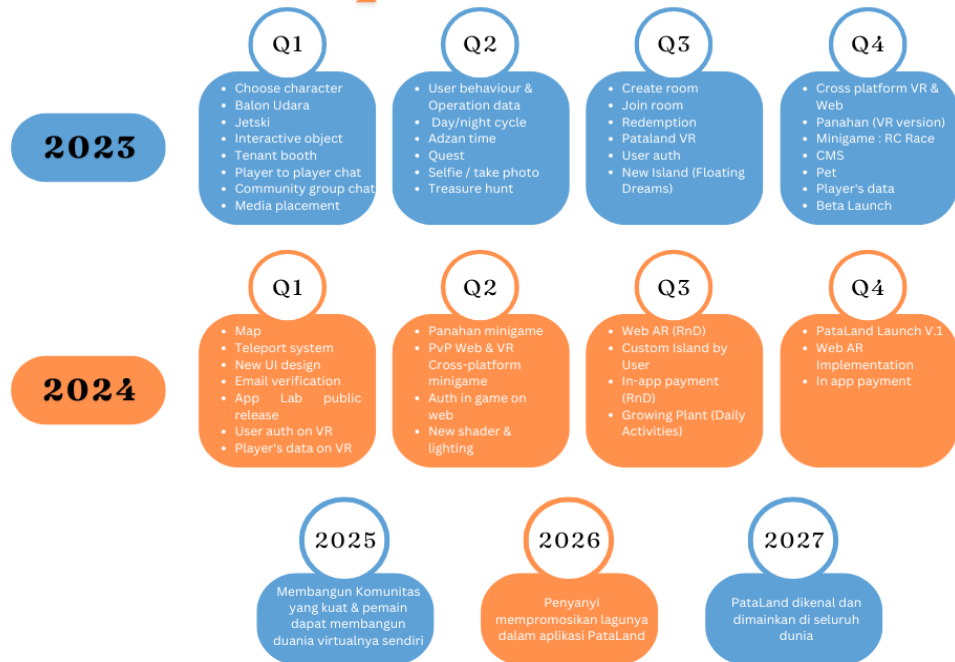 Q1
Q2
Q3
Q4
2023
• Choose character
• Balon Udara
• Jetski
• Interactive object
• Tenant booth
• Player to player chat
• Community group chat
• Media placement
• User behaviour &
Operation data
• Day/night cycle
• Adzan time
• Quest
• Selfie / take photo
• Treasure hunt
• Create room
• Join room
• Redemption
• Pataland VR
• User auth
• New Island (Floating
Dreams)
• Cross platform VR &
Web
• Panahan (VR version)
• Minigame : RC Race
• CMS
• Pet
• Player's data
• Beta Launch
Q1
Q2
Q3
Q4
2024
• Map
• Teleport system
• New UI design
• Email verification
• App Lab public
release
• User auth on VR
• Player's data on VR
• Panahan minigame
• PvP Web & VR
Cross-platform
minigame
• Auth in game on
web
• New shader &
lighting
• Web AR (RnD)
• Custom Island by
User
• In-app payment
(RnD)
• Growing Plant (Daily
Activities)
• PataLand Launch V.1
• Web AR
Implementation
• In app payment
2025
Membangun Komunitas
yang kuat & pemain
dapat membangun
duania virtualnya sendiri
2026
Penyanyi
mempromosikan lagunya
dalam aplikasi PataLand
2027
PataLand dikenal dan
dimainkan di seluruh
dunia